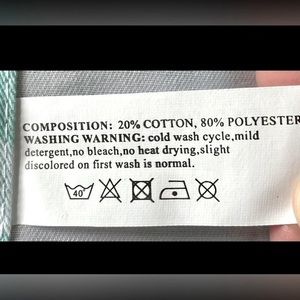 COMPOSITION: 20% COTTON, 80% POLYESTER
WASHING WARNING: cold wash cycle,mild
detergent,no bleach,no heat drying,slight
discolored on first wash is normal.
40°